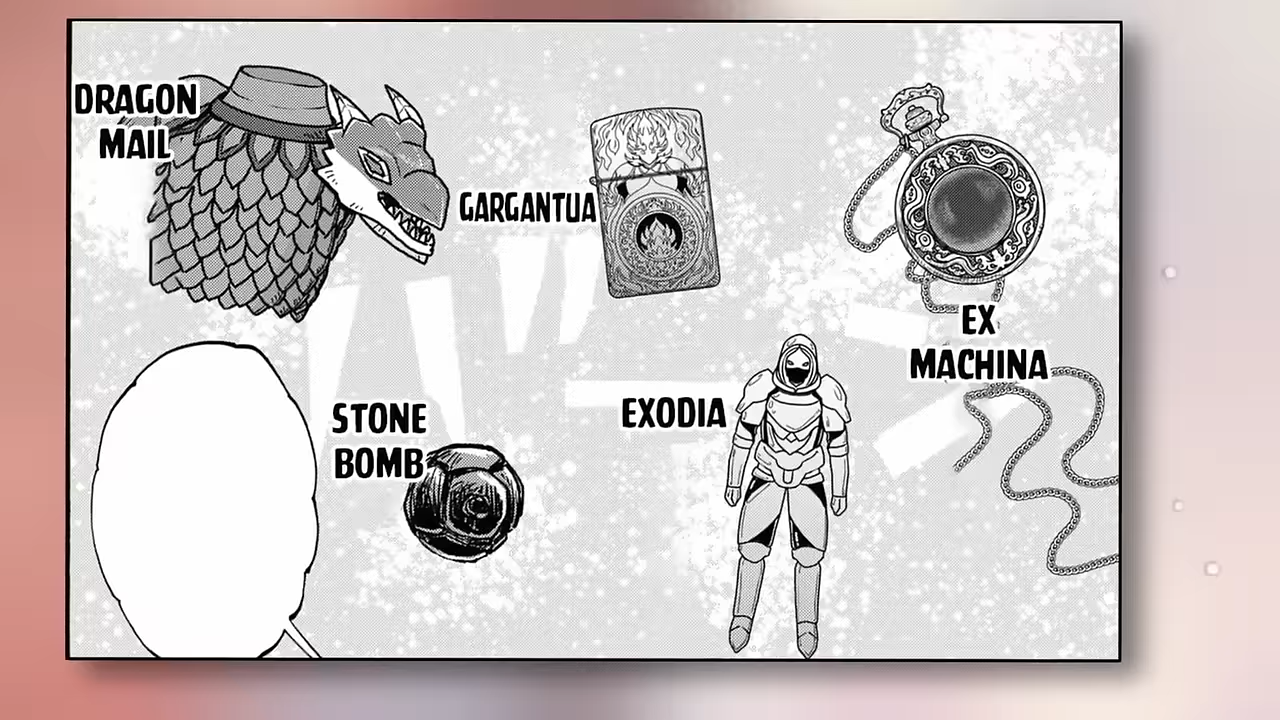 DRAGON
MAIL
GARGANTUA
EX
MACHINA
STONE
BOMB
EXODIA